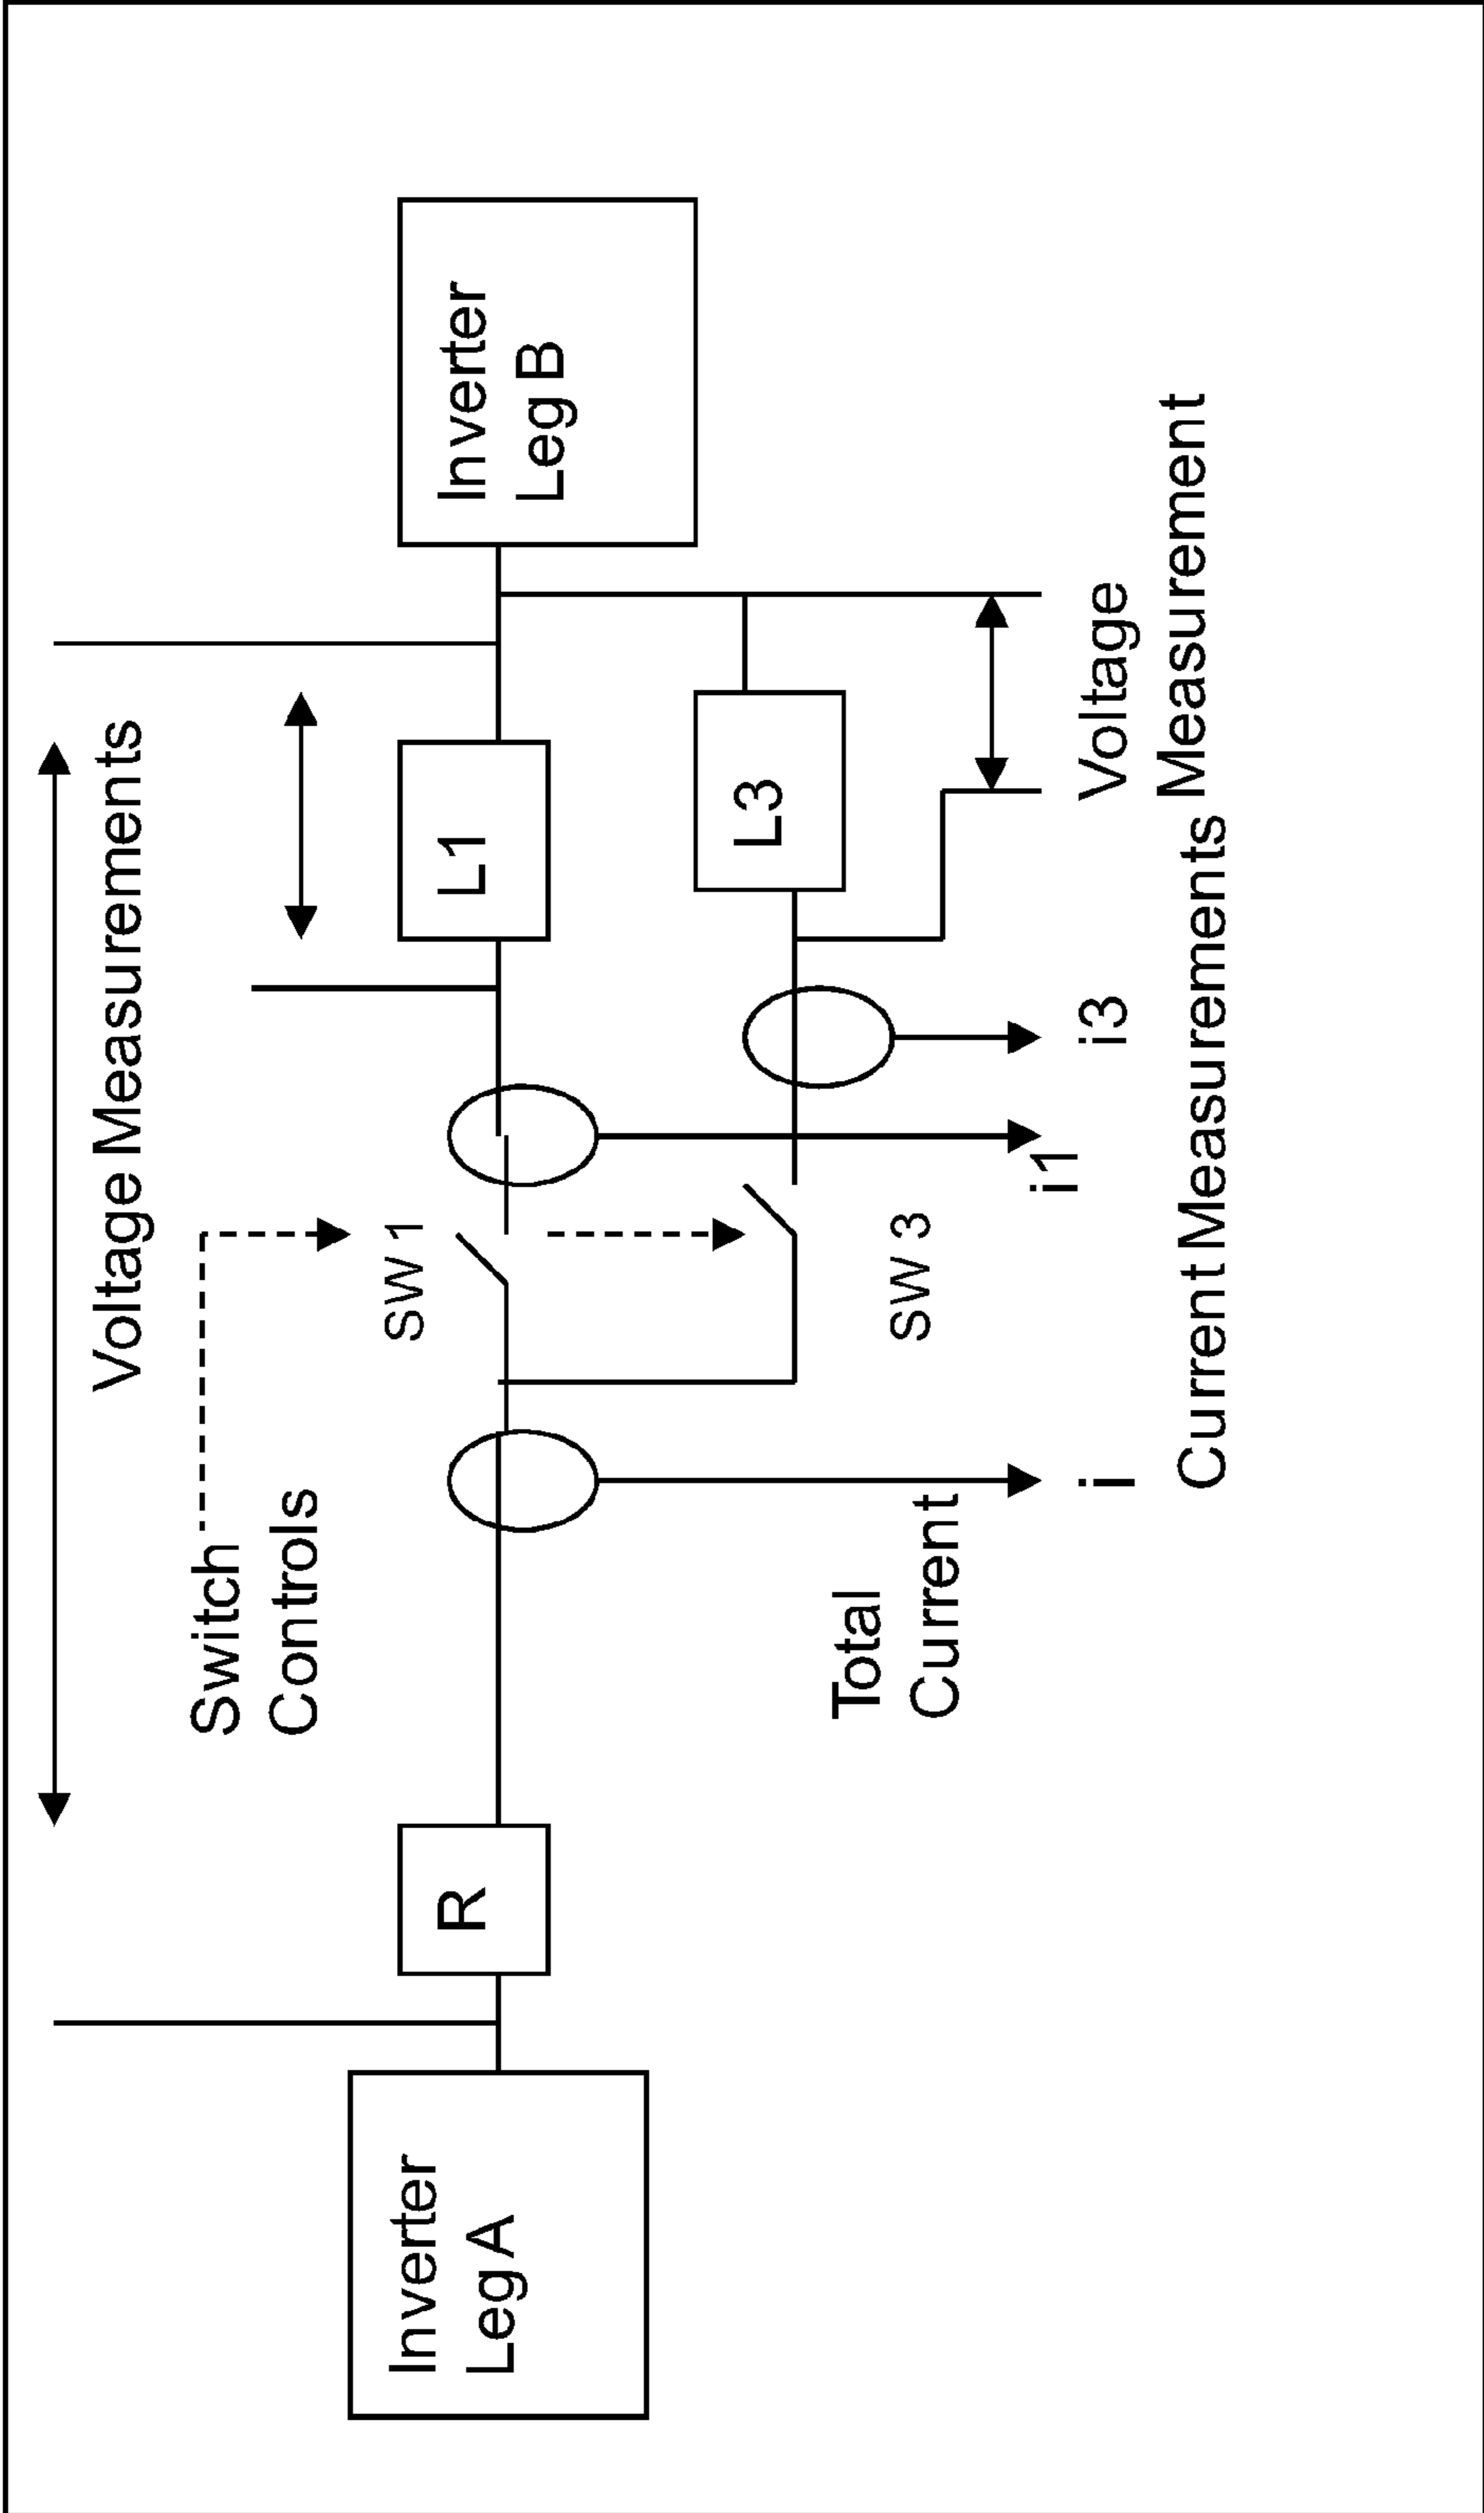 Voltage Measurements
Switch
Controls
SW 1
Inverter
Leg A
R
L1
Inverter
Leg B
L3
Total
Current
SW 3
i
i1
i3
Voltage
Measurement
Current Measurements